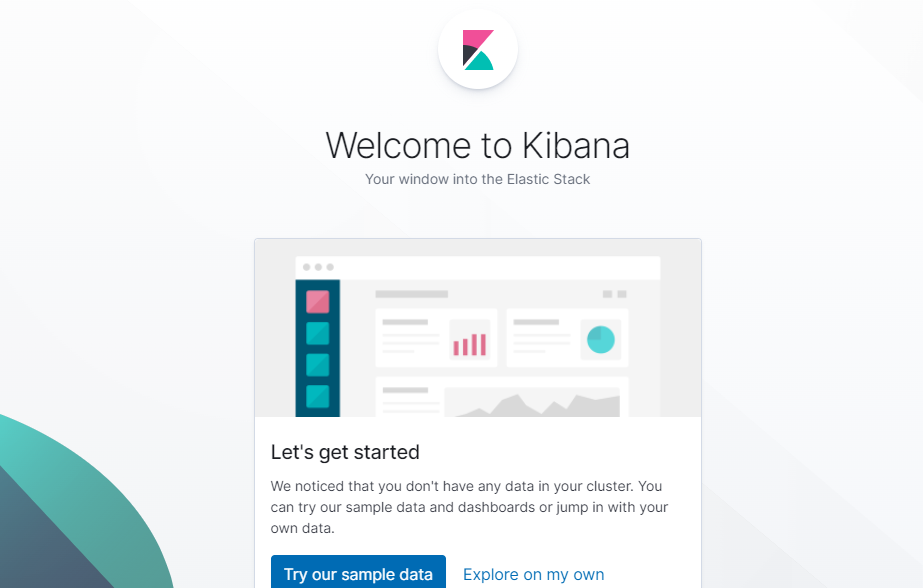 Welcome to Kibana
Your window into the Elastic Stack
Let's get started
We noticed that you don't have any data in your cluster. You
can try our sample data and dashboards or jump in with your
own data.
Try our sample data
Explore on my own